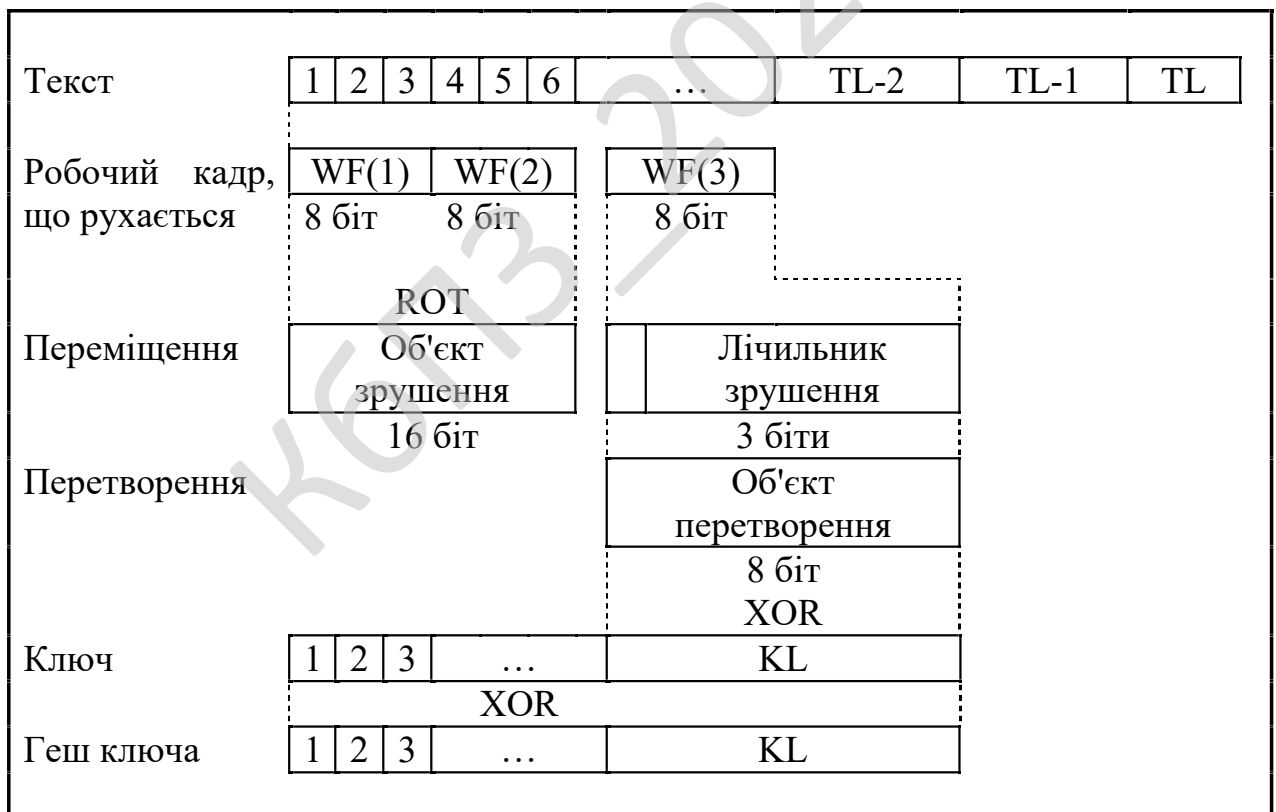 Текст 1 2 3 4 5 6 … TL-2 TL-1 TL
Робочий кадр, WF(1) WF(2) WF(3)
що рухається 8 біт 8 біт 8 біт
ROT
Переміщення Об'єкт Лічильник
зрушення зрушення
16 біт 3 біти
Перетворення Об'єкт
перетворення
8 біт
XOR
Ключ 1 2 3 … KL
XOR
Геш ключа 1 2 3 … KL